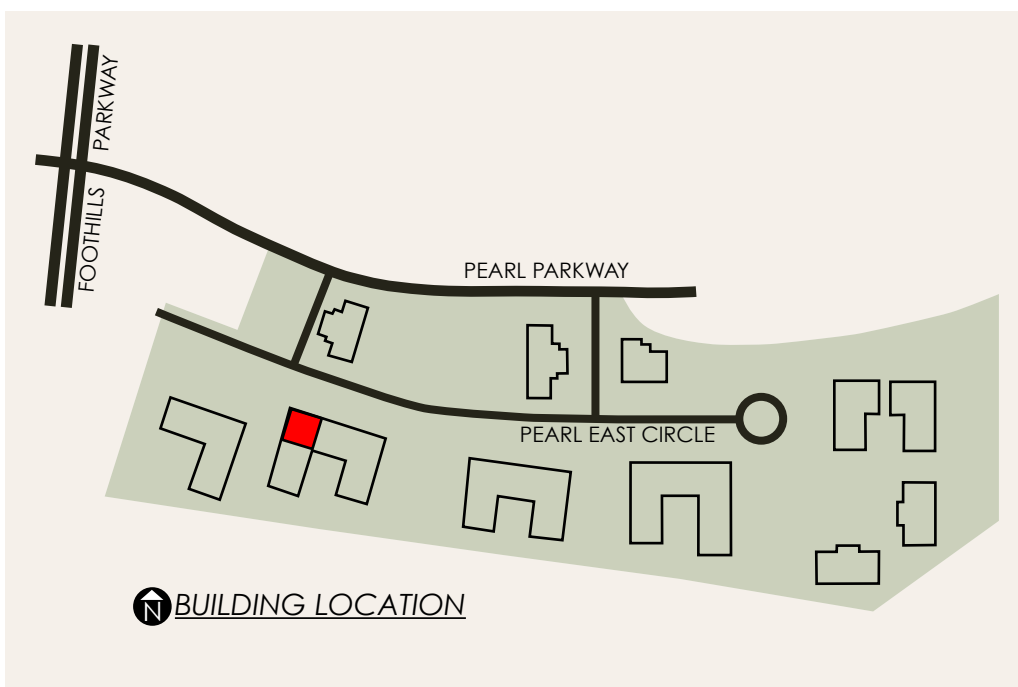 FOOTHILLS PARKWAY
PEARL PARKWAY
PEARL EAST CIRCLE
N BUILDING LOCATION